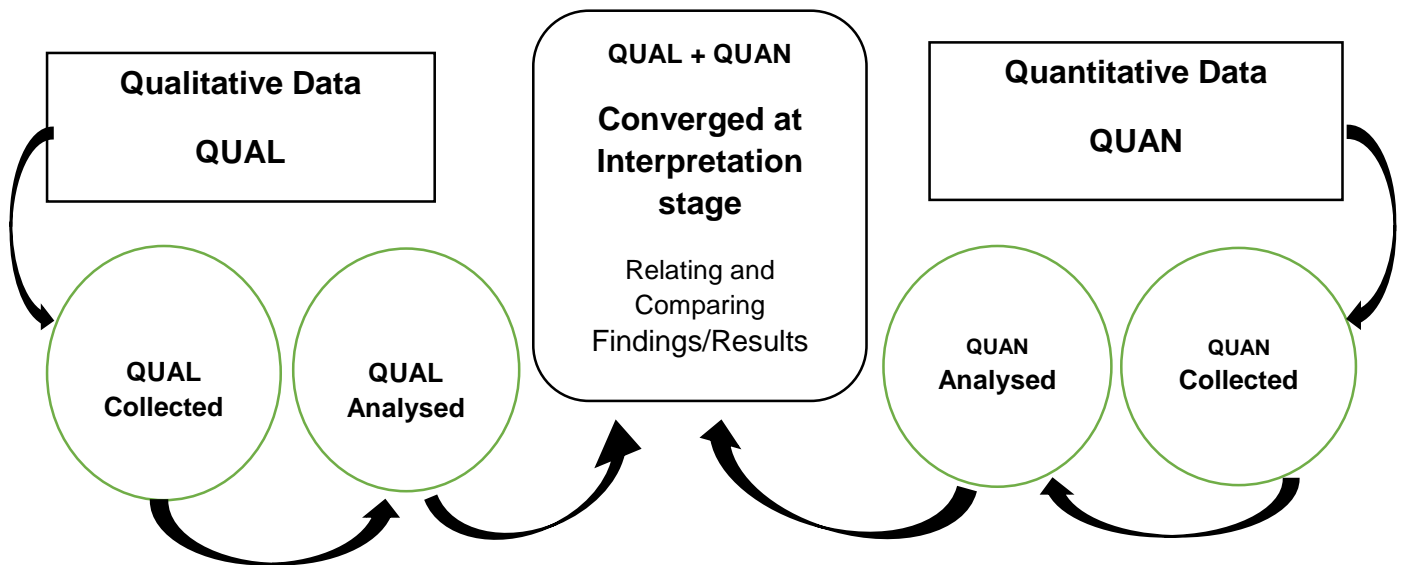 Qualitative Data
QUAL
QUAL + QUAN
Converged at
Interpretation
stage
Relating and
Comparing
Findings/Results
Quantitative Data
QUAN
QUAL
Collected
QUAL
Analysed
QUAN
Analysed
QUAN
Collected